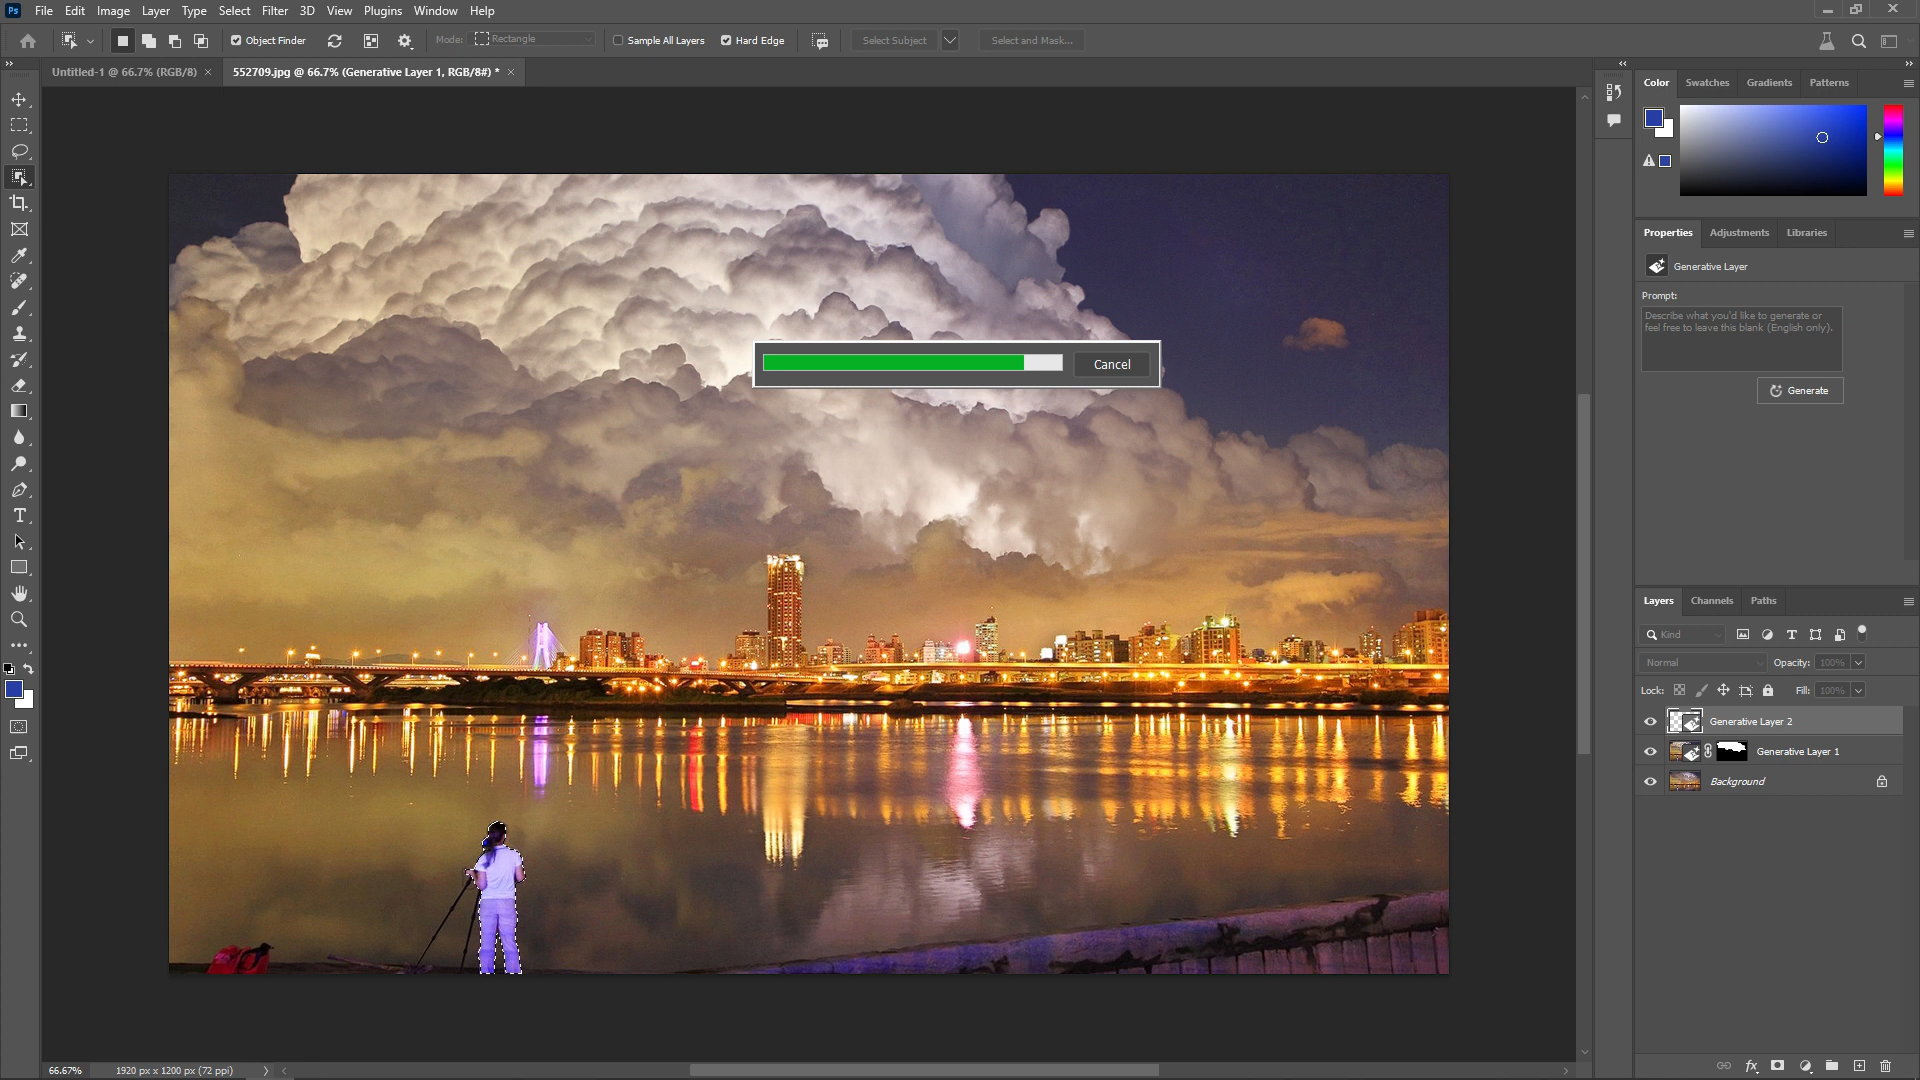 Ps File Edit Image Layer Type Select Filter 3D View Plugins Window Help
Object Finder Mode: Rectangle Sample All Layers Hard Edge Select Subject Select and Mask...
Untitled-1 @ 66.7% (RGB/8) × 552709.jpg @ 66.7% (Generative Layer 1, RGB/8#) * ×
Color Swatches Gradients Patterns
Properties Adjustments Libraries
Generative Layer
Prompt:
Describe what you'd like to generate or
feel free to leave this blank (English only).
Cancel
Generate
Layers Channels Paths
Kind
Normal Opacity: 100%
Lock: Fill: 100%
Generative Layer 2
Generative Layer 1
Background
66.67% 1920 px x 1200 px (72 ppi)